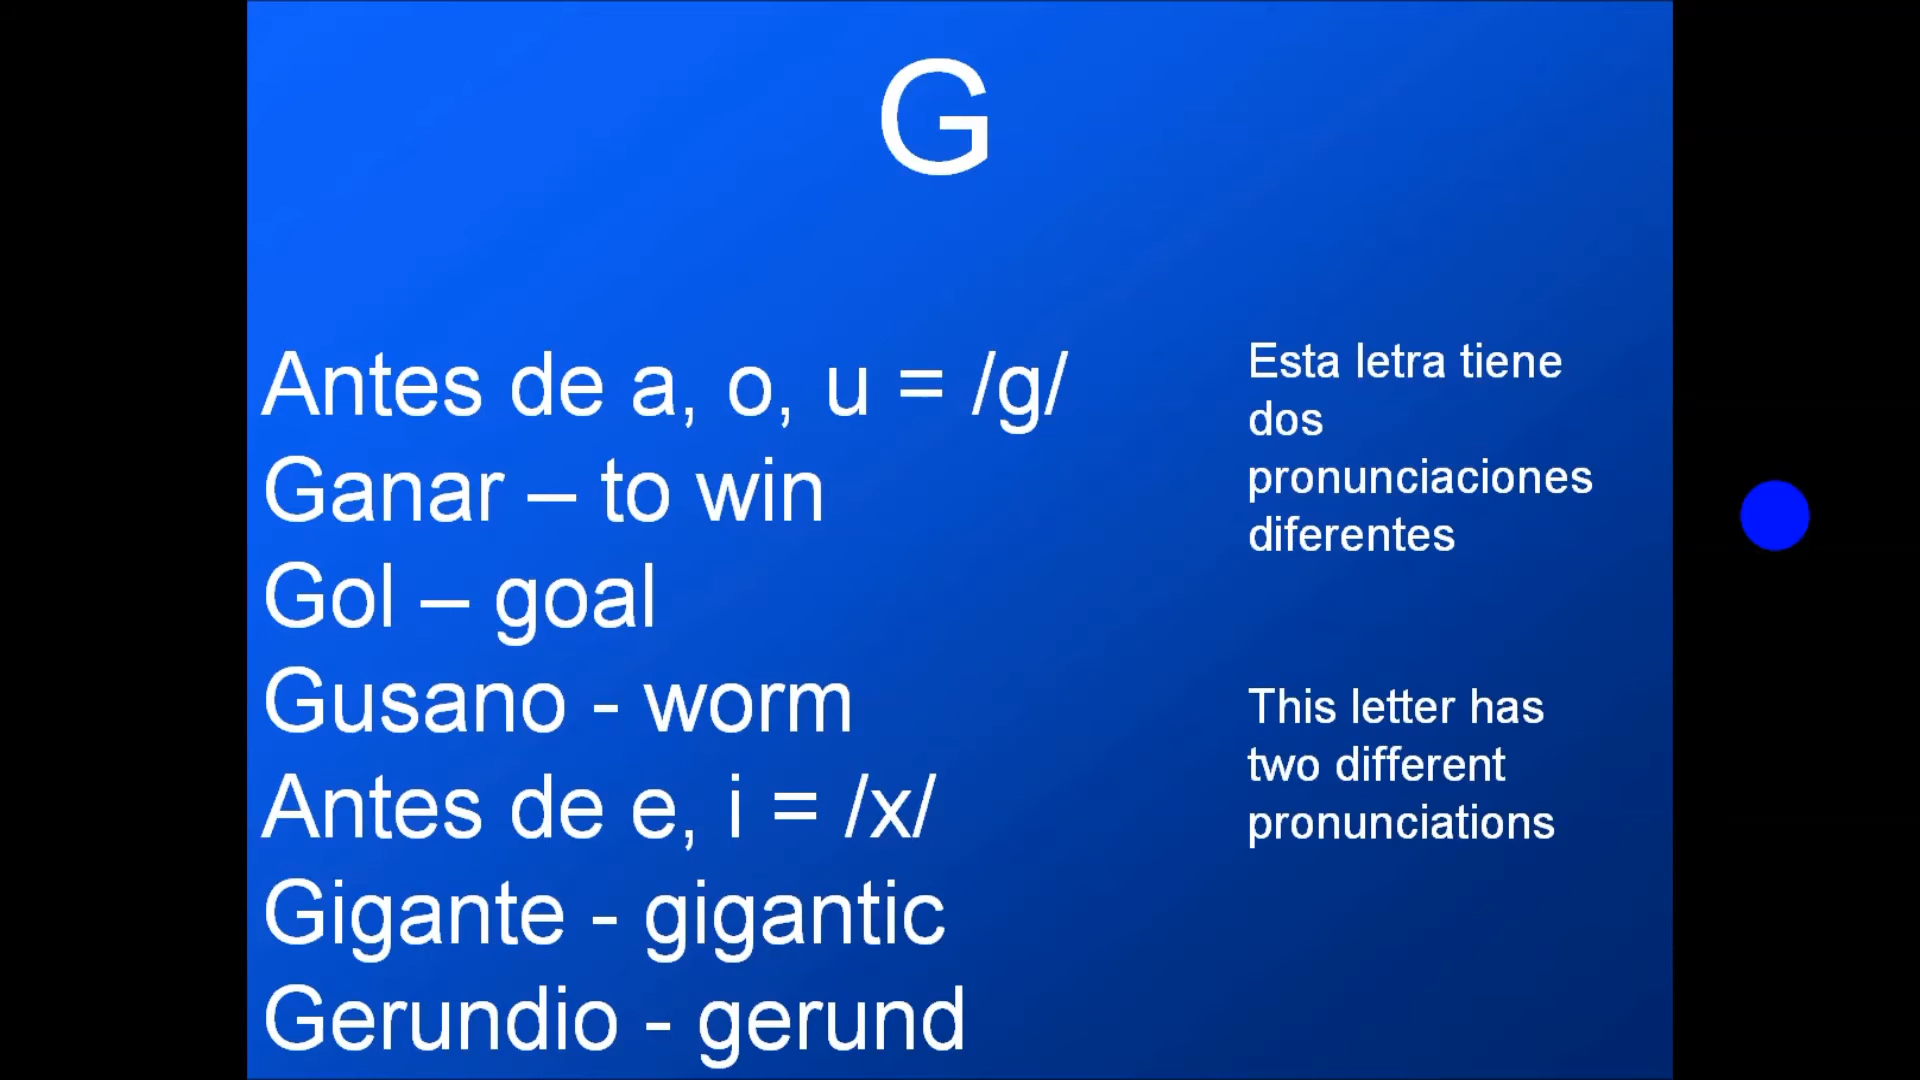 G
Antes de a, o, u = /g/
Ganar – to win
Gol – goal
Gusano - worm
Antes de e, i = /x/
Gigante - gigantic
Gerundio - gerund
Esta letra tiene
dos
pronunciaciones
diferentes
This letter has
two different
pronunciations